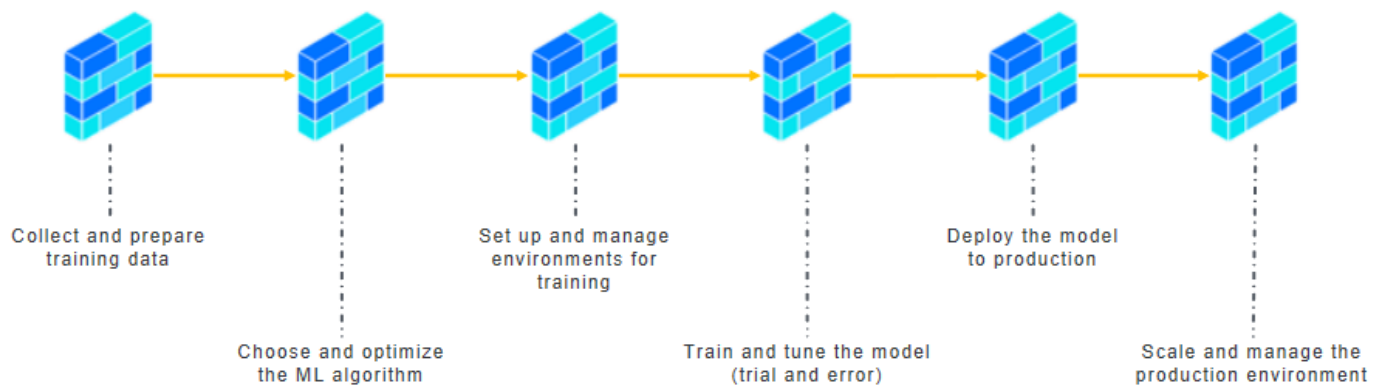 Collect and prepare
training data
Choose and optimize
the ML algorithm
Set up and manage
environments for
training
Train and tune the model
(trial and error)
Deploy the model
to production
Scale and manage the
production environment